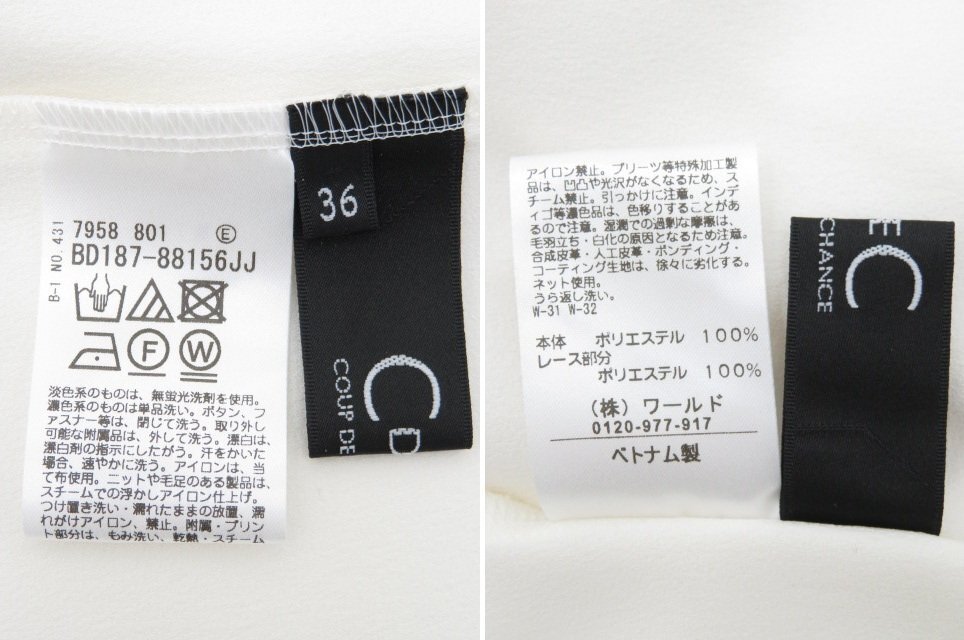 B-1 NO.431
7958 801 E
BD187-88156JJ
F W
淡色系のものは、無蛍光洗剤を使用。
濃色系のものは単品洗い。ボタン、フ
ァスナー等は、閉じて洗う。取り外し
可能な附属品は、外して洗う。漂白は、
漂白剤の指示にしたがう。汗をかいた
場合、速やかに洗う。アイロンは、当
て布使用。ニットや毛足のある製品は、
スチームでの浮かしアイロン仕上げ。
つけ置き洗い・濡れたままの放置、濡
れがけアイロン、禁止。附属・プリン
ト部分は、もみ洗い、乾熱・スチーム
36
C D
COUP DE
アイロン禁止。プリーツ等特殊加工製
品は、凹凸や光沢がなくなるため、ス
チーム禁止。引っかけに注意。インデ
ィゴ等濃色品は、色移りすることがあ
るので注意。湿潤での過剰な摩擦は、
毛羽立ち・白化の原因となるため注意。
合成皮革・人工皮革・ボンディング・
コーティング生地は、徐々に劣化する。
ネット使用。
うら返し洗い。
W-31 W-32
本体 ポリエステル 100%
レース部分
ポリエステル 100%
(株) ワールド
0120-977-917
ベトナム製
E C
CHANCE